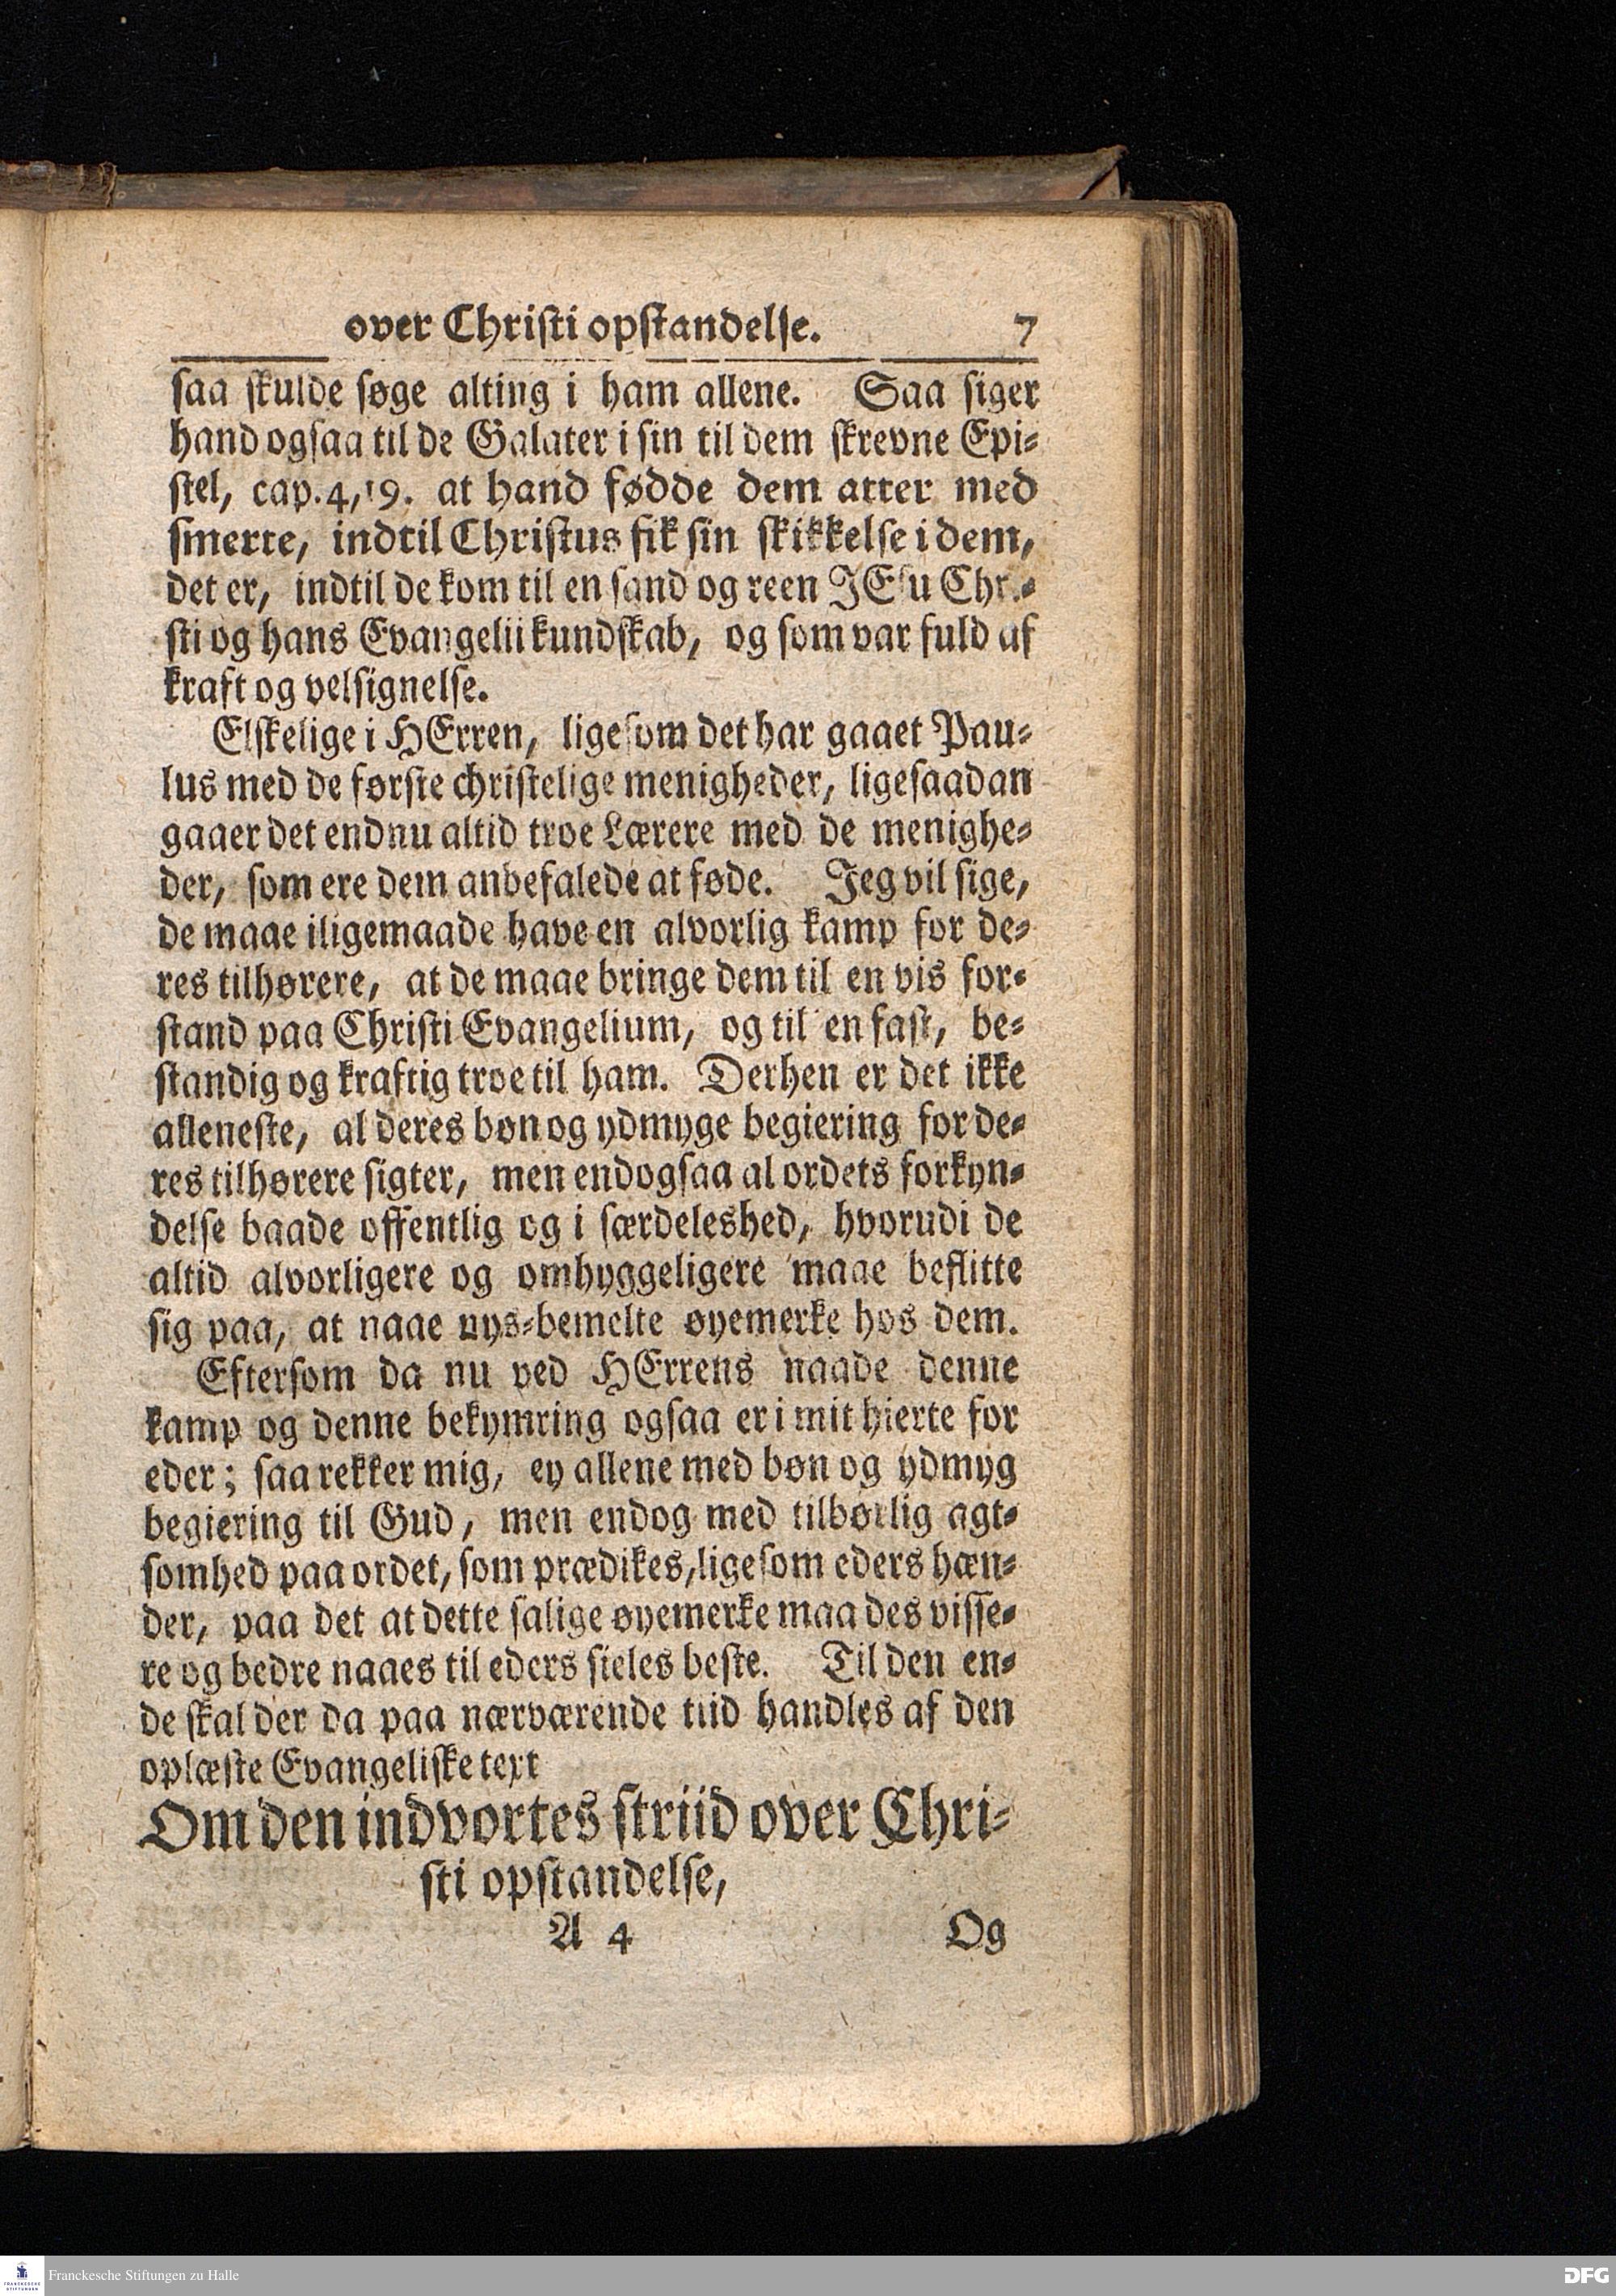 over Christi opstandelse. 7
saa skulde søge alting i ham allene. Saa siger
hand ogsaa til de Galater i sin til dem skrevne Epi-
stel, cap. 4, 19. at hand fødde dem atter med
smerte, indtil Christus fik sin skikkelse i dem,
det er, indtil de kom til en sand og reen JEsu Chri-
sti og hans Evangelii kundskab, og som var fuld af
kraft og velsignelse.
Elskelige i HErren, ligesom det har gaaet Pau-
lus med de første christelige menigheder, ligesaadan
gaaer det endnu altid troe Lærere med de menighe-
der, som ere dem anbefalede at føde. Jeg vil sige,
de maae iligemaade have en alvorlig kamp for de-
res tilhørere, at de maae bringe dem til en vis for-
stand paa Christi Evangelium, og til en fast, be-
standig og kraftig troe til ham. Derhen er det ikke
alleneste, al deres bøn og ydmyge begiering for de-
res tilhørere sigter, men endogsaa al ordets forkyn-
delse baade offentlig og i særdeleshed, hvorudi de
altid alvorligere og omhyggeligere maae beflitte
sig paa, at naae nys-bemelte øyemerke hos dem.
Eftersom da nu ved HErrens naade denne
kamp og denne bekymring ogsaa er i mit hierte for
eder; saa rekker mig, ey allene med bøn og ydmyg
begiering til Gud, men endog med tilbørlig agt-
somhed paa ordet, som prædikes, ligesom eders hæn-
der, paa det at dette salige øyemerke maa des visse-
re og bedre naaes til eders sieles beste. Til den en-
de skal der da paa nærværende tiid handles af den
oplæste Evangeliske text
Om den indvortes striid over Chri-
sti opstandelse,
A 4 Og
FRANCKESCHE STIFTUNGEN
Franckesche Stiftungen zu Halle
DFG